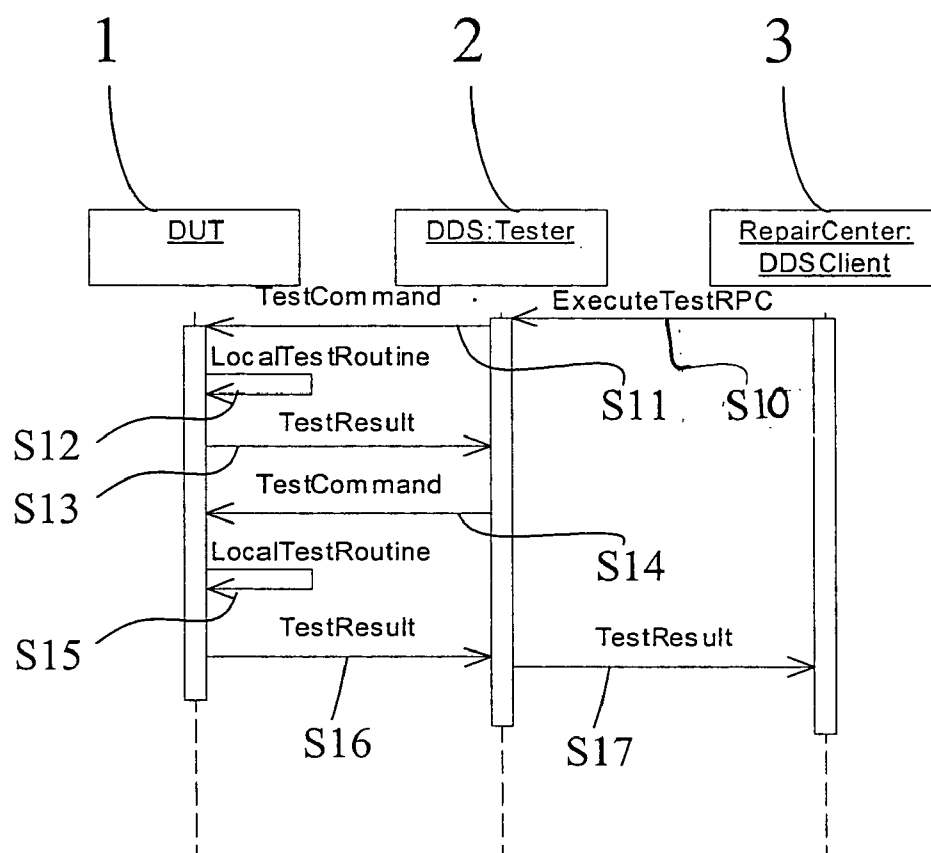 1
2
3
DUT
DDS:Tester
RepairCenter:
DDSClient
TestCommand
ExecuteTestRPC
LocalTestRoutine
S11
S10
S12
TestResult
S13
TestCommand
S14
LocalTestRoutine
S15
TestResult
TestResult
S16
S17